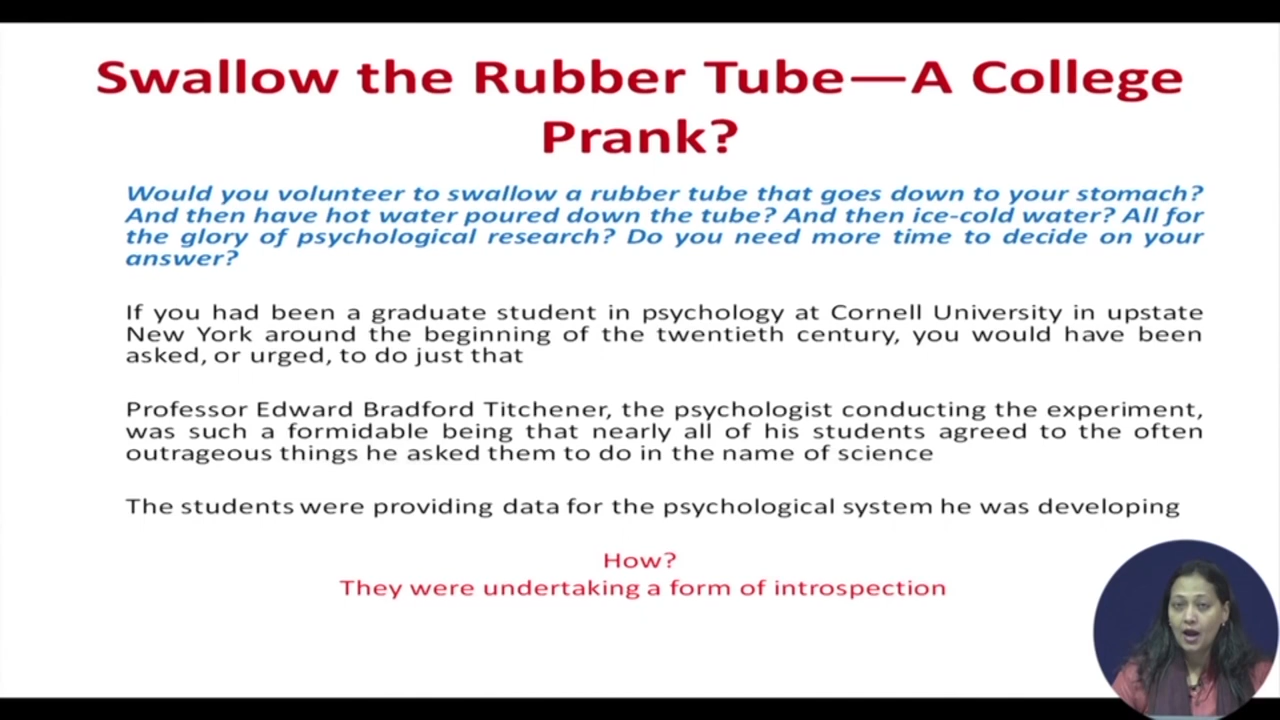 Swallow the Rubber Tube—A College
Prank?
Would you volunteer to swallow a rubber tube that goes down to your stomach?
And then have hot water poured down the tube? And then ice-cold water? All for
the glory of psychological research? Do you need more time to decide on your
answer?
If you had been a graduate student in psychology at Cornell University in upstate
New York around the beginning of the twentieth century, you would have been
asked, or urged, to do just that
Professor Edward Bradford Titchener, the psychologist conducting the experiment,
was such a formidable being that nearly all of his students agreed to the often
outrageous things he asked them to do in the name of science
The students were providing data for the psychological system he was developing
How?
They were undertaking a form of introspection